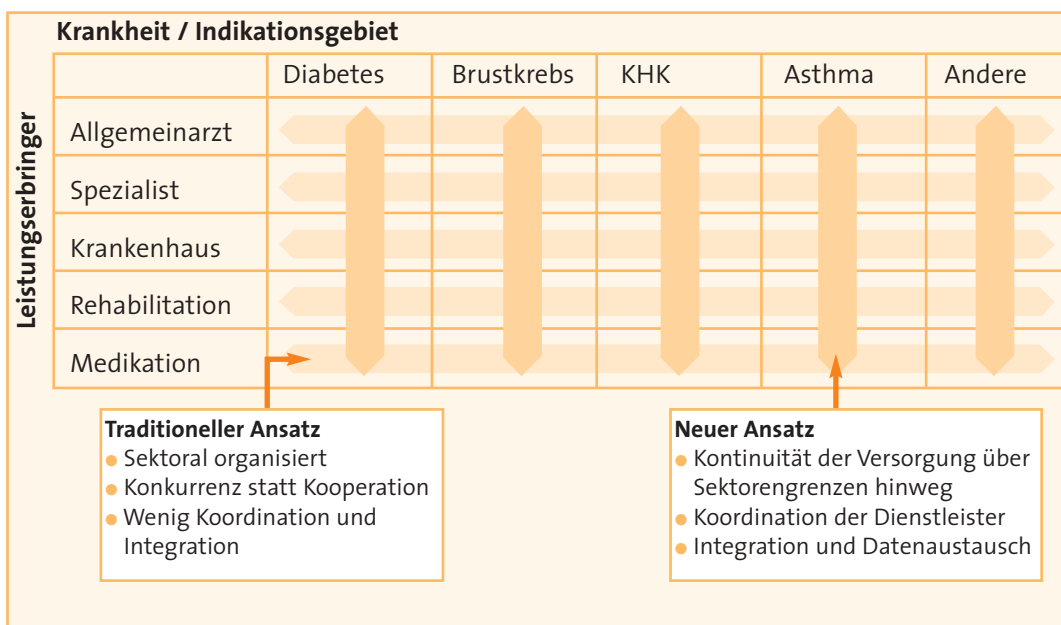 Krankheit / Indikationsgebiet
Diabetes Brustkrebs KHK Asthma Andere
Leistungserbringer
Allgemeinarzt
Spezialist
Krankenhaus
Rehabilitation
Medikation
Traditioneller Ansatz
Sektoral organisiert
Konkurrenz statt Kooperation
Wenig Koordination und
Integration
Neuer Ansatz
Kontinuität der Versorgung über
Sektorengrenzen hinweg
Koordination der Dienstleister
Integration und Datenaustausch